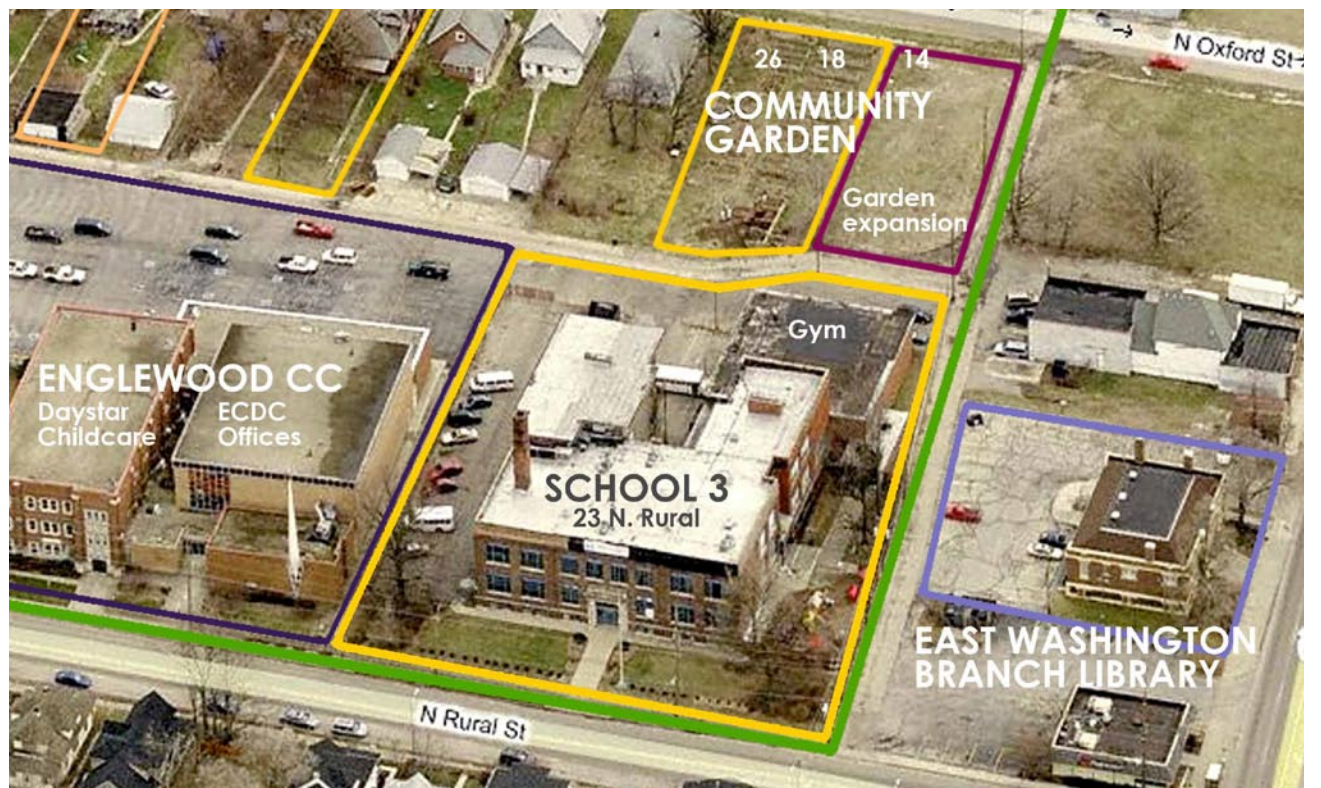 N Oxford St
26 18 14
COMMUNITY
GARDEN
Garden
expansion
Gym
ENGLEWOOD CC
Daystar
Childcare
ECDC
Offices
SCHOOL 3
23 N. Rural
EAST WASHINGTON
BRANCH LIBRARY
N Rural St